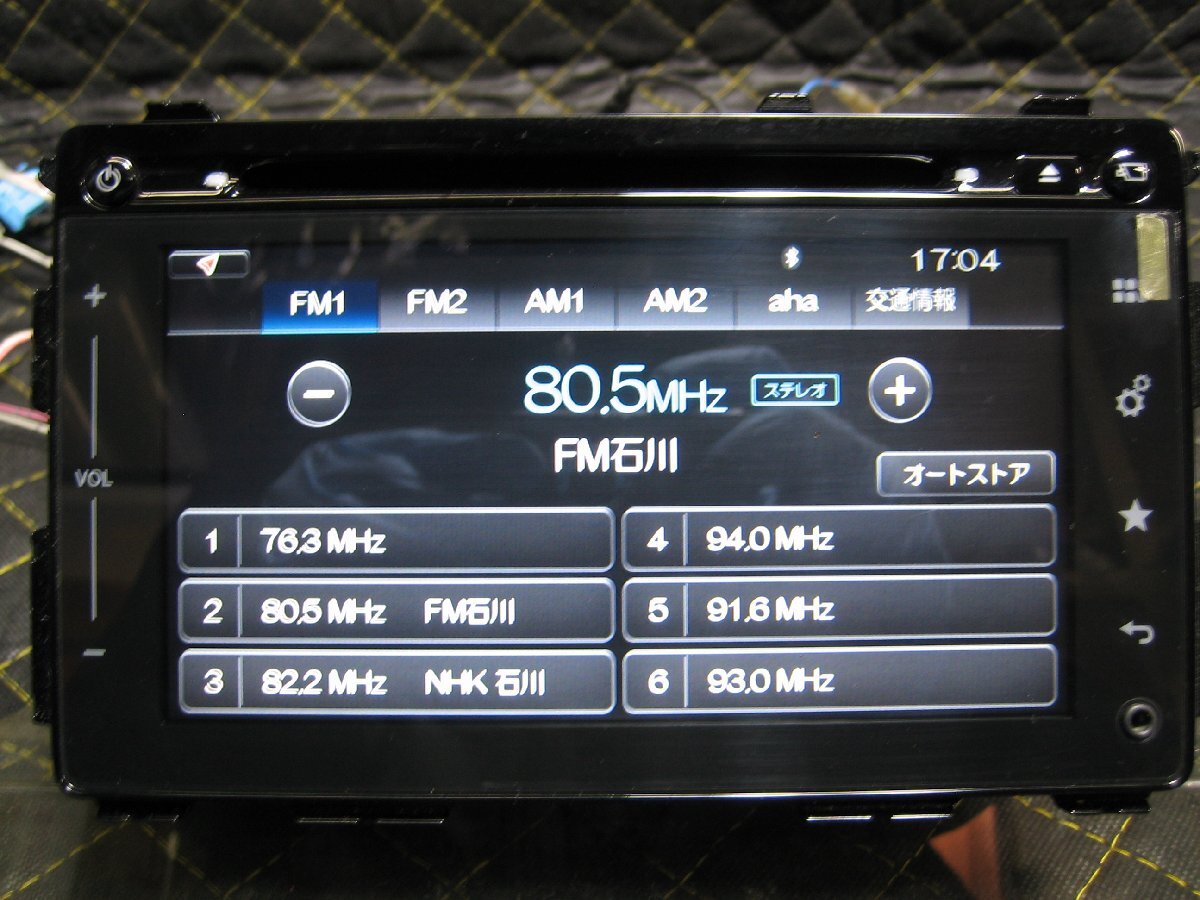 17:04
FM1 FM2 AM1 AM2 aha 交通情報
80.5MHz ステレオ
FM石川
オートストア
VOL
1 76.3 MHz
2 80.5 MHz FM石川
3 82.2 MHz NHK 石川
4 94.0 MHz
5 91.6 MHz
6 93.0 MHz